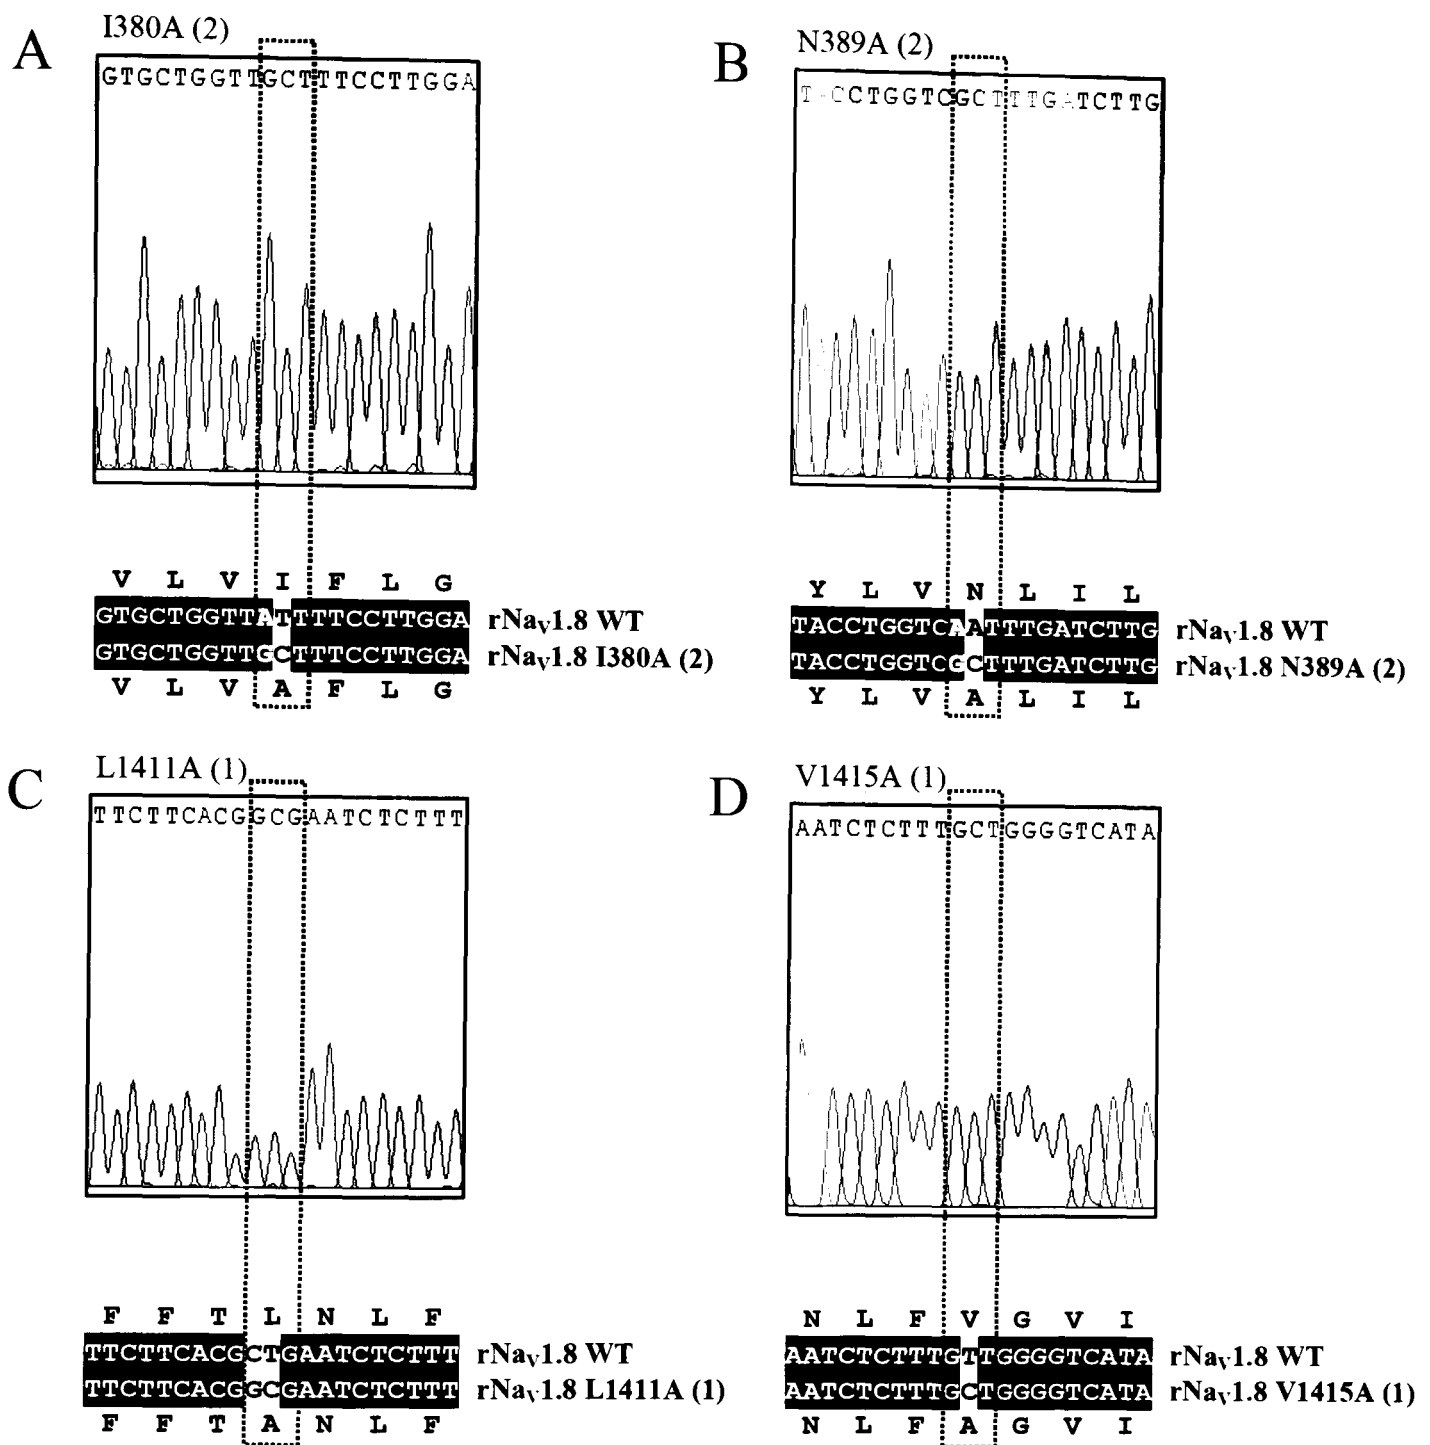 A
I380A (2)
GTGCTGGTTGCTTTCCTTGGA
V L V I F L G
GTGCTGGTTATTTTCCTTGGA rNaV1.8 WT
GTGCTGGTTGCTTTCCTTGGA rNaV1.8 I380A (2)
V L V A F L G
B
N389A (2)
T CCTGGTCGCTTTG TCTTG
Y L V N L I L
TACCTGGTCAATTTGATCTTG rNaV1.8 WT
TACCTGGTCGCTTTGATCTTG rNaV1.8 N389A (2)
Y L V A L I L
C
L1411A (1)
TTCTTCACGGCGAATCTCTTT
F F T L N L F
TTCTTCACGCTGAATCTCTTT rNaV1.8 WT
TTCTTCACGGCGAATCTCTTT rNaV1.8 L1411A (1)
F F T A N L F
D
V1415A (1)
AATCTCTTTGCTGGGGTCATA
N L F V G V I
AATCTCTTTGTTGGGGTCATA rNaV1.8 WT
AATCTCTTTGCTGGGGTCATA rNaV1.8 V1415A (1)
N L F A G V I